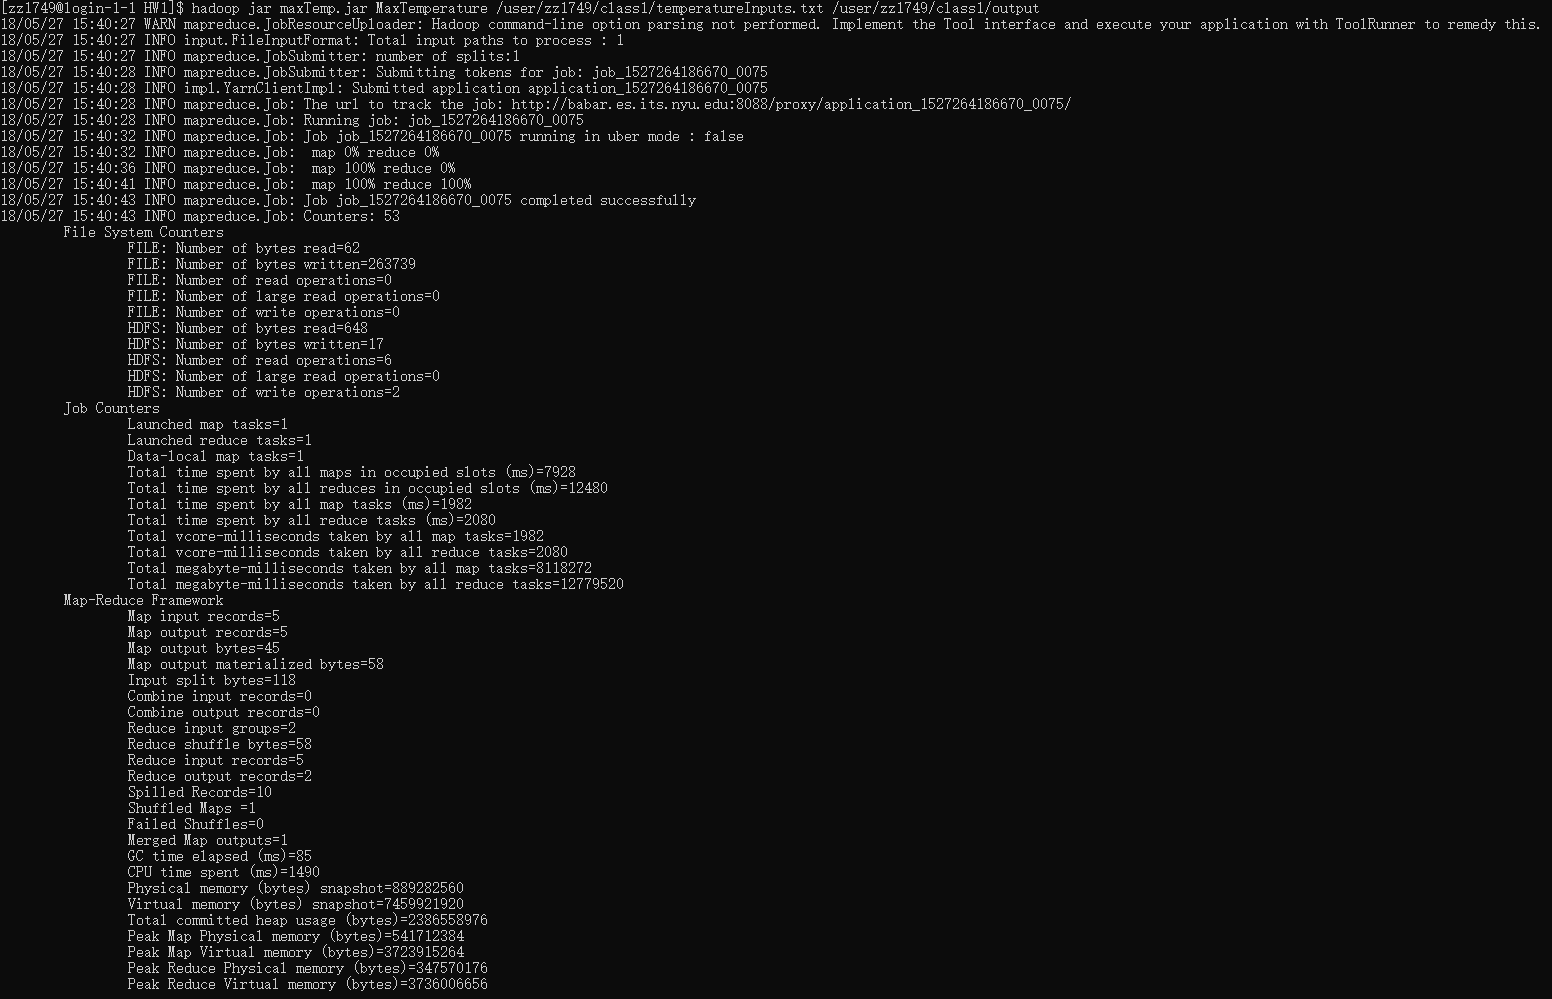 [zz1749@login-1-1 HW1]$ hadoop jar maxTemp.jar MaxTemperature /user/zz1749/class1/temperatureInputs.txt /user/zz1749/class1/output
18/05/27 15:40:27 WARN mapreduce.JobResourceUploader: Hadoop command-line option parsing not performed. Implement the Tool interface and execute your application with ToolRunner to remedy this.
18/05/27 15:40:27 INFO input.FileInputFormat: Total input paths to process : 1
18/05/27 15:40:27 INFO mapreduce.JobSubmitter: number of splits:1
18/05/27 15:40:28 INFO mapreduce.JobSubmitter: Submitting tokens for job: job_1527264186670_0075
18/05/27 15:40:28 INFO impl.YarnClientImpl: Submitted application application_1527264186670_0075
18/05/27 15:40:28 INFO mapreduce.Job: The url to track the job: http://babar.es.its.nyu.edu:8088/proxy/application_1527264186670_0075/
18/05/27 15:40:28 INFO mapreduce.Job: Running job: job_1527264186670_0075
18/05/27 15:40:32 INFO mapreduce.Job: Job job_1527264186670_0075 running in uber mode : false
18/05/27 15:40:32 INFO mapreduce.Job:  map 0% reduce 0%
18/05/27 15:40:36 INFO mapreduce.Job:  map 100% reduce 0%
18/05/27 15:40:41 INFO mapreduce.Job:  map 100% reduce 100%
18/05/27 15:40:43 INFO mapreduce.Job: Job job_1527264186670_0075 completed successfully
18/05/27 15:40:43 INFO mapreduce.Job: Counters: 53
File System Counters
FILE: Number of bytes read=62
FILE: Number of bytes written=263739
FILE: Number of read operations=0
FILE: Number of large read operations=0
FILE: Number of write operations=0
HDFS: Number of bytes read=648
HDFS: Number of bytes written=17
HDFS: Number of read operations=6
HDFS: Number of large read operations=0
HDFS: Number of write operations=2
Job Counters
Launched map tasks=1
Launched reduce tasks=1
Data-local map tasks=1
Total time spent by all maps in occupied slots (ms)=7928
Total time spent by all reduces in occupied slots (ms)=12480
Total time spent by all map tasks (ms)=1982
Total time spent by all reduce tasks (ms)=2080
Total vcore-milliseconds taken by all map tasks=1982
Total vcore-milliseconds taken by all reduce tasks=2080
Total megabyte-milliseconds taken by all map tasks=8118272
Total megabyte-milliseconds taken by all reduce tasks=12779520
Map-Reduce Framework
Map input records=5
Map output records=5
Map output bytes=45
Map output materialized bytes=58
Input split bytes=118
Combine input records=0
Combine output records=0
Reduce input groups=2
Reduce shuffle bytes=58
Reduce input records=5
Reduce output records=2
Spilled Records=10
Shuffled Maps =1
Failed Shuffles=0
Merged Map outputs=1
GC time elapsed (ms)=85
CPU time spent (ms)=1490
Physical memory (bytes) snapshot=889282560
Virtual memory (bytes) snapshot=7459921920
Total committed heap usage (bytes)=2386558976
Peak Map Physical memory (bytes)=541712384
Peak Map Virtual memory (bytes)=3723915264
Peak Reduce Physical memory (bytes)=347570176
Peak Reduce Virtual memory (bytes)=3736006656